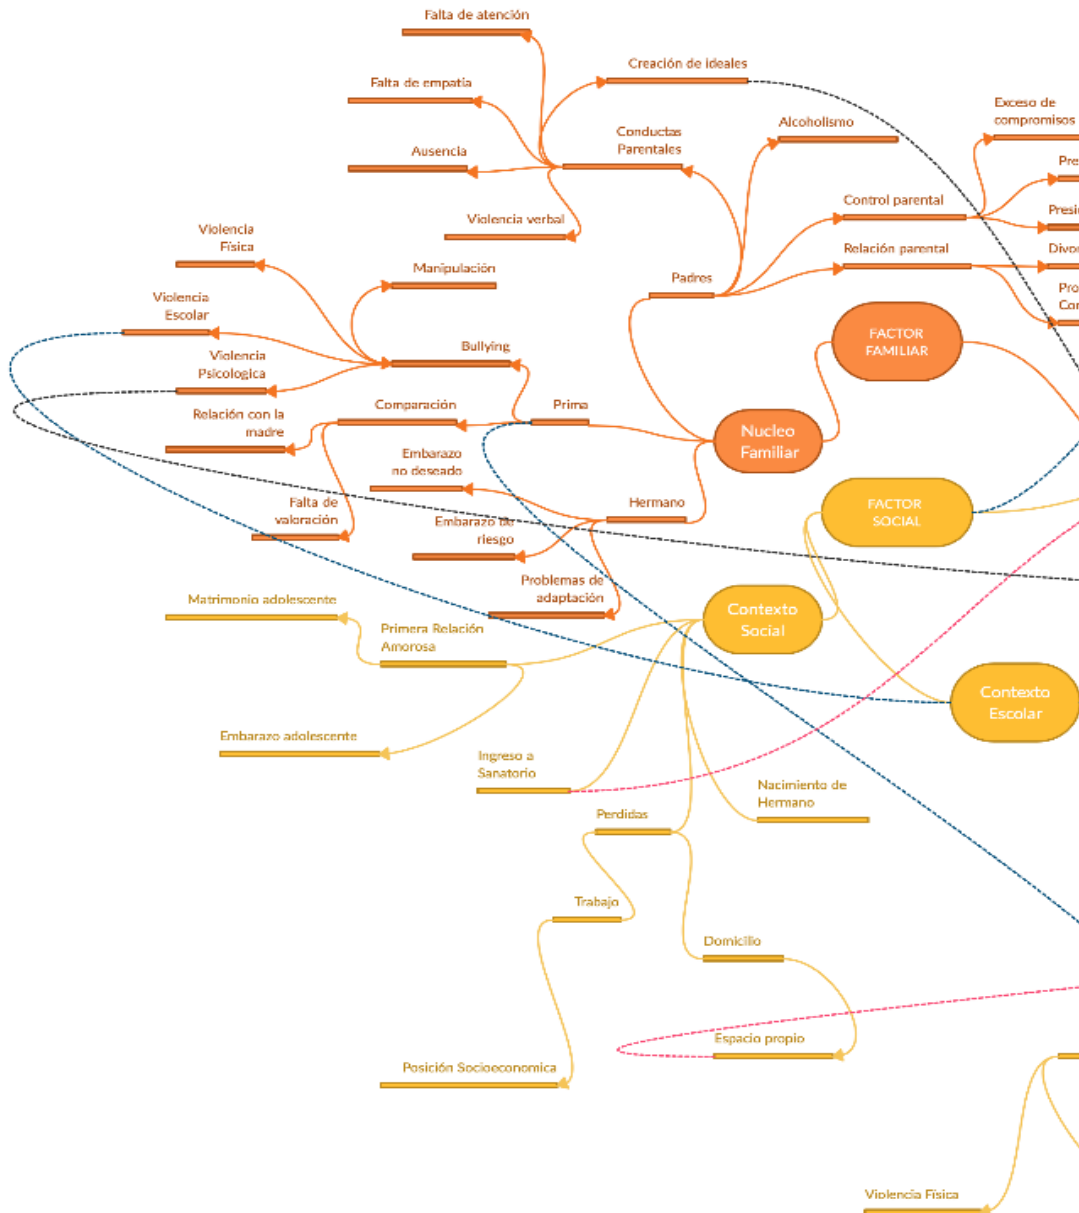 Falta de atención
Creación de ideales
Falta de empatía
Exceso de
compromisos
Conductas
Parentales
Alcoholismo
Ausencia
Control parental
Violencia verbal
Violencia
Física
Manipulación
Relación parental
Padres
Violencia
Escolar
FACTOR
FAMILIAR
Bullying
Violencia
Psicologica
Comparación
Prima
Relación con la
madre
Nucleo
Familiar
Embarazo
no deseado
Falta de
valoración
Hermano
FACTOR
SOCIAL
Embarazo de
riesgo
Problemas de
adaptación
Matrimonio adolescente
Primera Relación
Amorosa
Contexto
Social
Contexto
Escolar
Embarazo adolescente
Ingreso a
Sanatorio
Nacimiento de
Hermano
Perdidas
Trabajo
Domicilio
Espacio propio
Posición Socioeconomica
Violencia Física